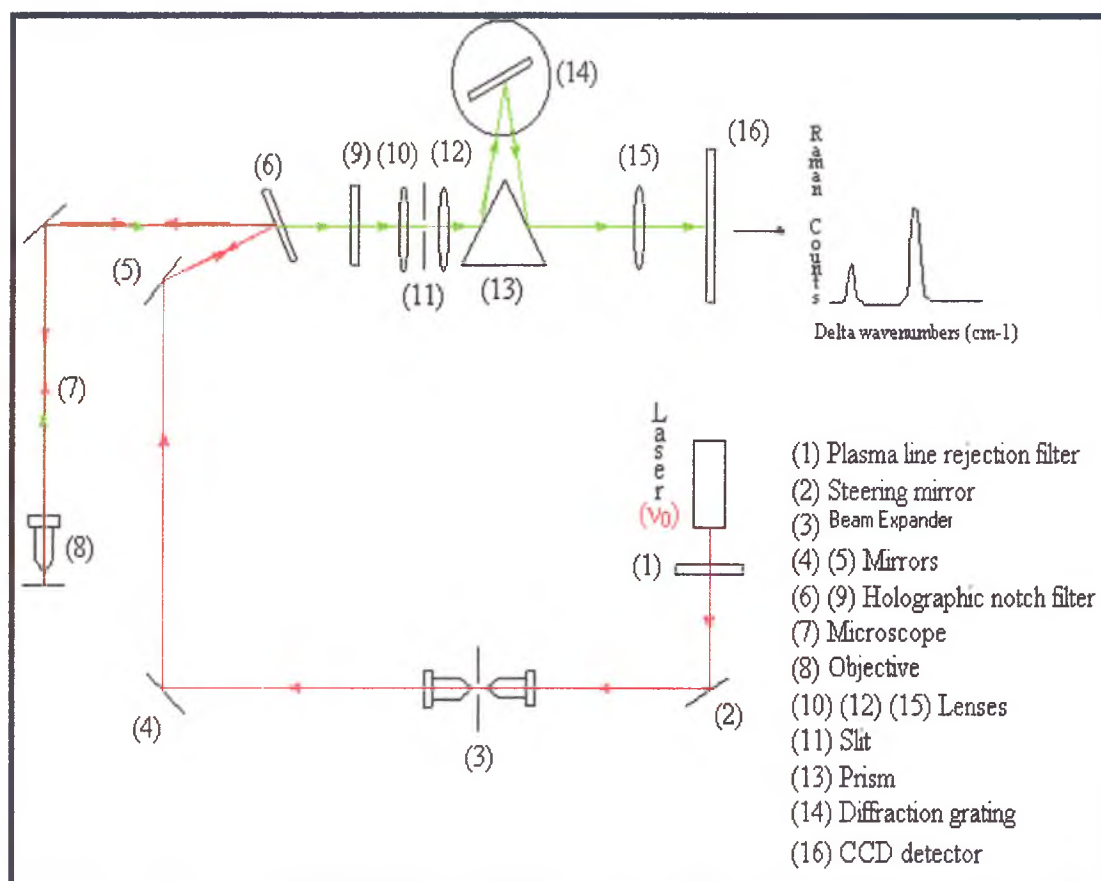 (14)
(16)
(6)
(9)
(10)
(12)
(15)
(5)
(11)
(13)
Raman Counts
Delta wavenumbers (cm-1)
(7)
Laser
(ν0)
(8)
(1)
(4)
(3)
(2)
(1) Plasma line rejection filter
(2) Steering mirror
(3) Beam Expander
(4) (5) Mirrors
(6) (9) Holographic notch filter
(7) Microscope
(8) Objective
(10) (12) (15) Lenses
(11) Slit
(13) Prism
(14) Diffraction grating
(16) CCD detector